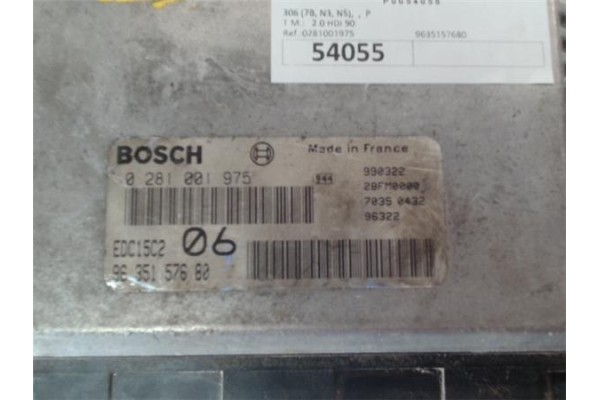 306 (7B, N3, N5), , P
1 M.: 2.0 HDI 90
Ref. 0281001975 9635157680
54055
BOSCH Made in France
0 281 001 975 944 990322
28FM0000
7035 0432
96322
EDC15C2 06
96 351 576 80